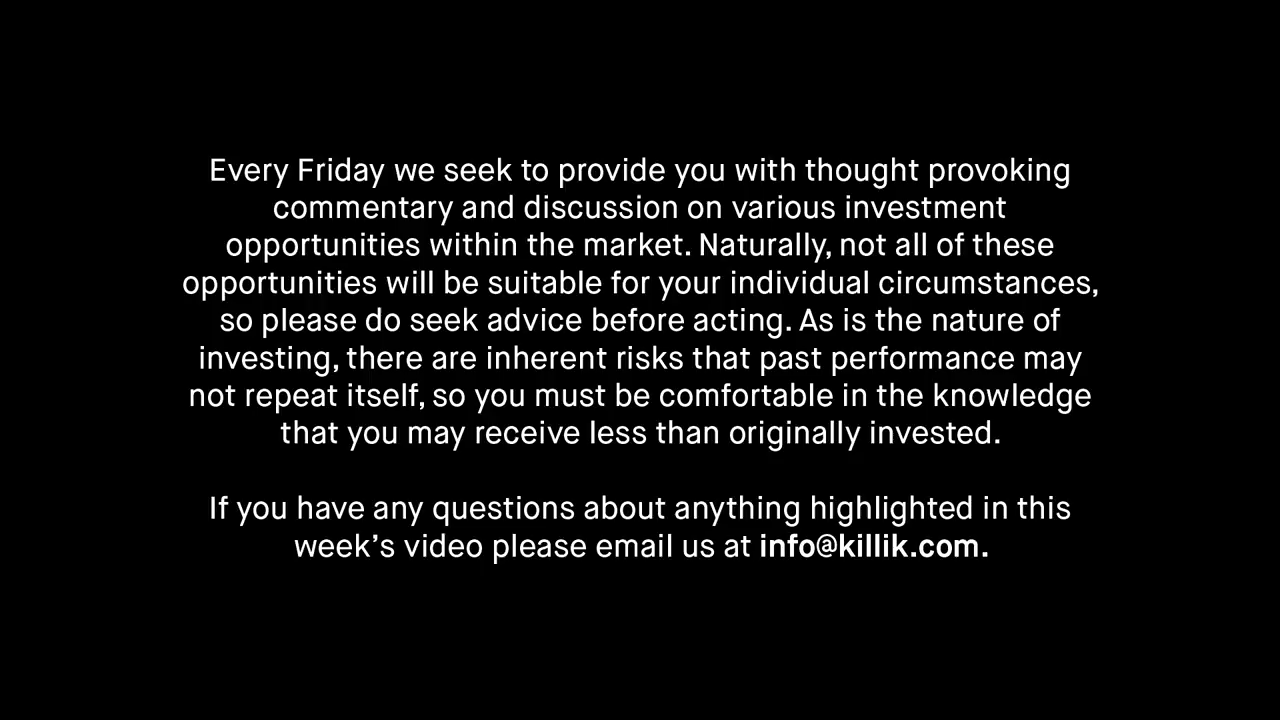 Every Friday we seek to provide you with thought provoking
commentary and discussion on various investment
opportunities within the market. Naturally, not all of these
opportunities will be suitable for your individual circumstances,
so please do seek advice before acting. As is the nature of
investing, there are inherent risks that past performance may
not repeat itself, so you must be comfortable in the knowledge
that you may receive less than originally invested.
If you have any questions about anything highlighted in this
week’s video please email us at info@killik.com.